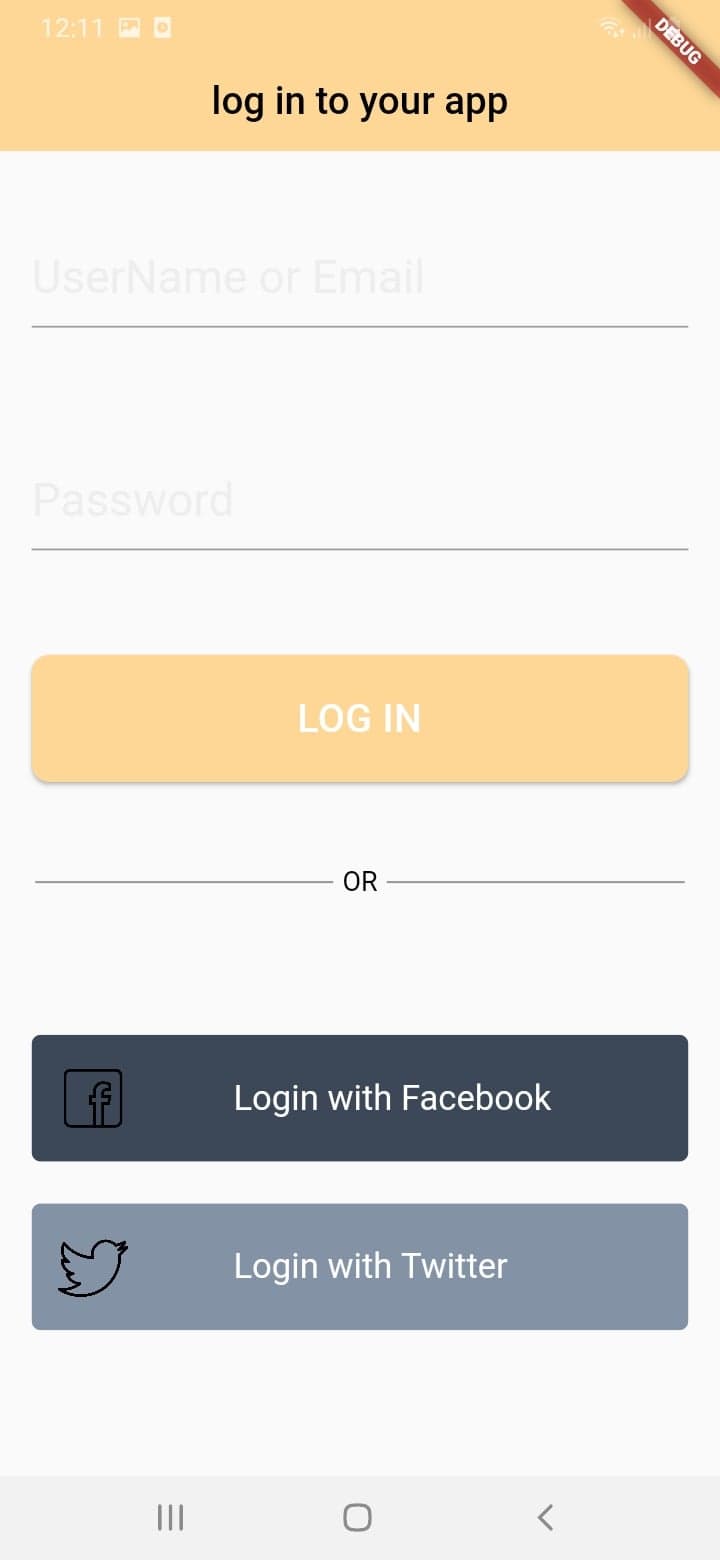 12:11
DEBUG
log in to your app
UserName or Email
Password
LOG IN
OR
Login with Facebook
Login with Twitter